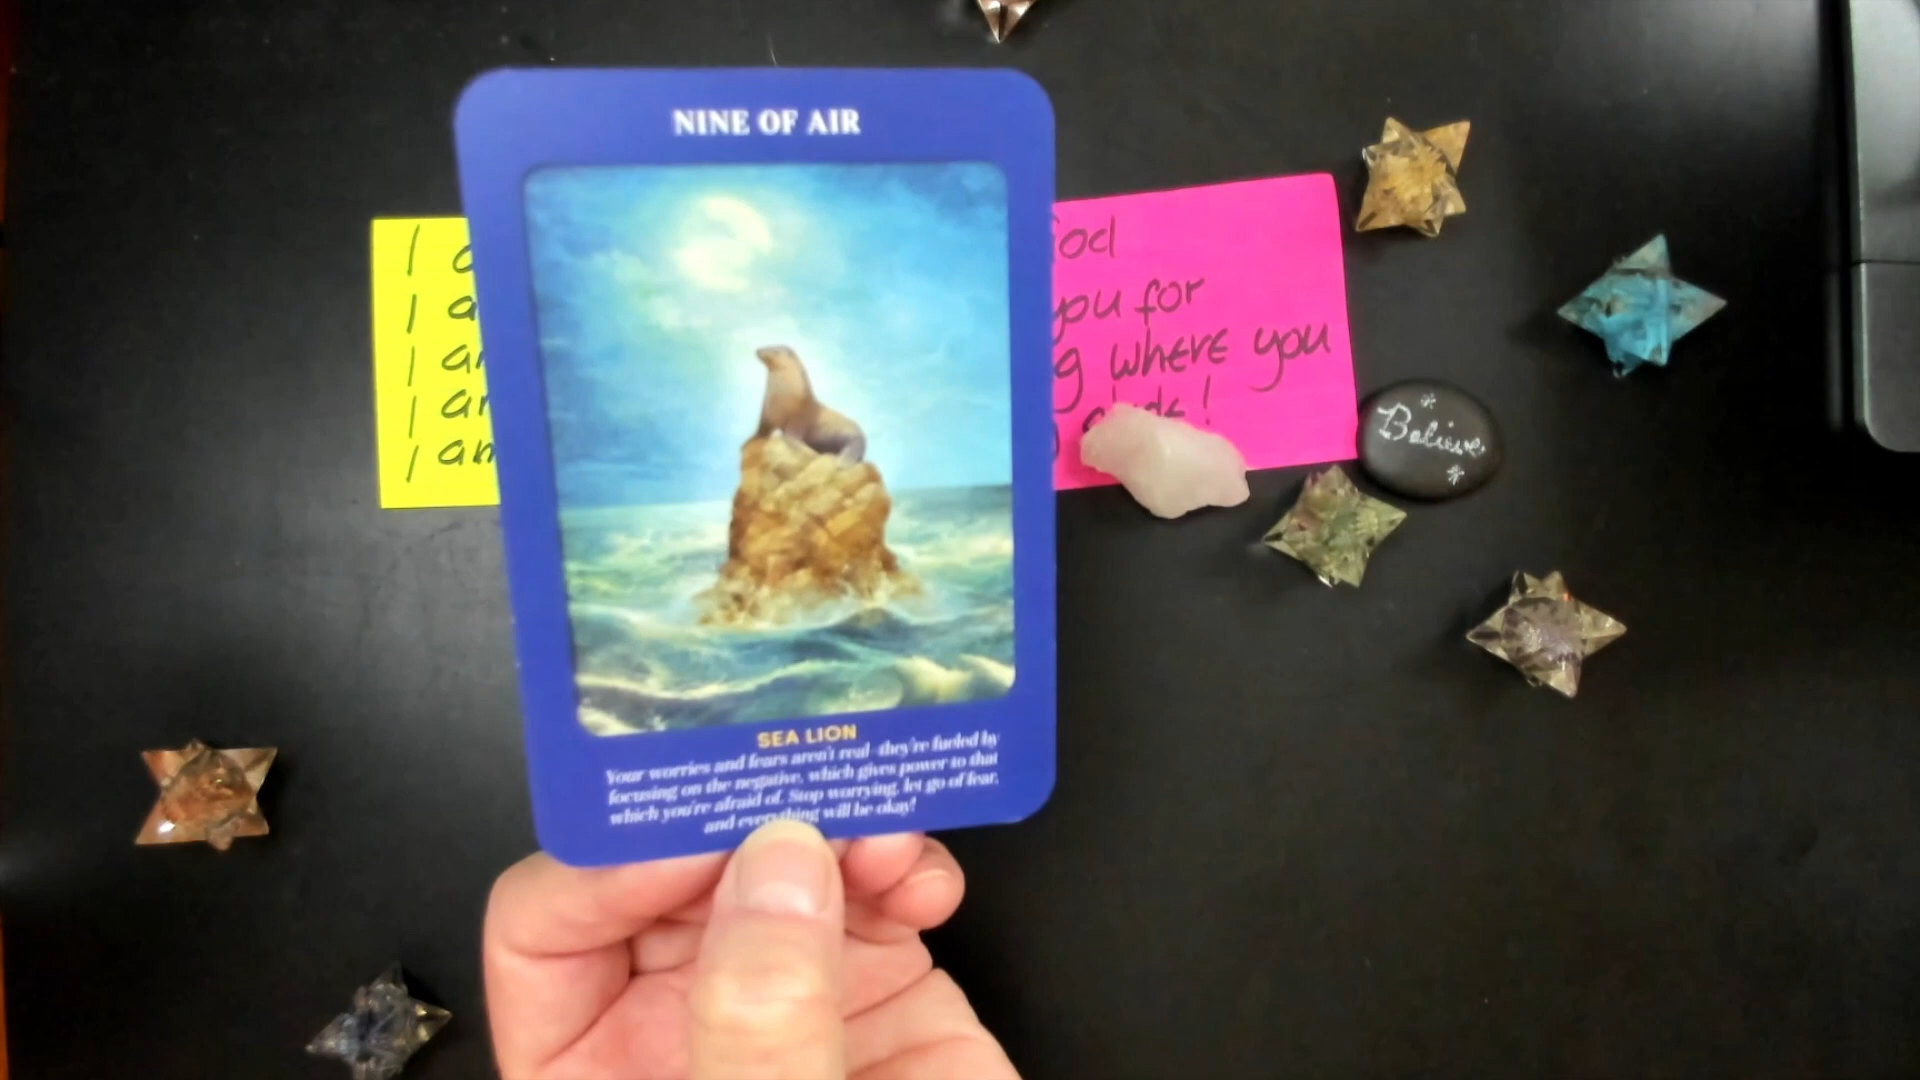 NINE OF AIR
SEA LION
Your worries and fears aren't real—they're fueled by
focusing on the negative, which gives power to that
which you're afraid of. Stop worrying, let go of fear,
and everything will be okay!
I
I
I
I
I am
you for
where you
Believe